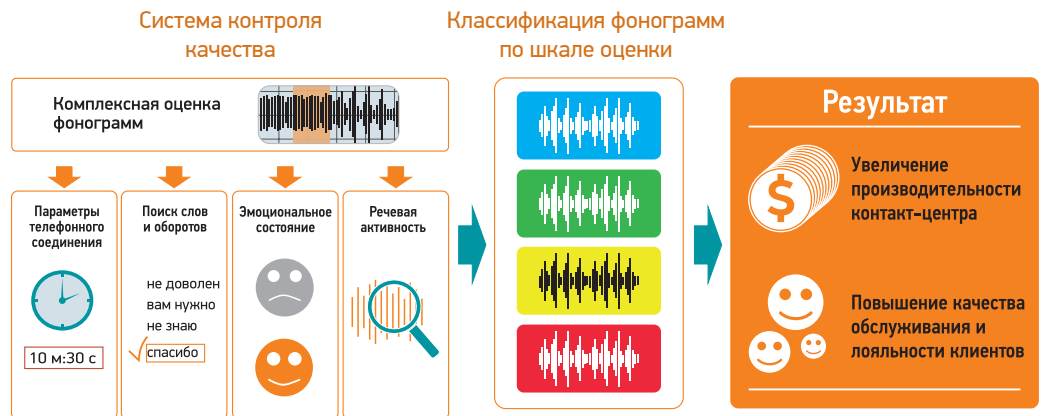 Система контроля
качества
Классификация фонограмм
по шкале оценки
Комплексная оценка
фонограмм
Параметры
телефонного
соединения
10 м:30 с
Поиск слов
и оборотов
не доволен
вам нужно
не знаю
спасибо
Эмоциональное
состояние
Речевая
активность
Результат
$
Увеличение
производительности
контакт-центра
Повышение качества
обслуживания и
лояльности клиентов